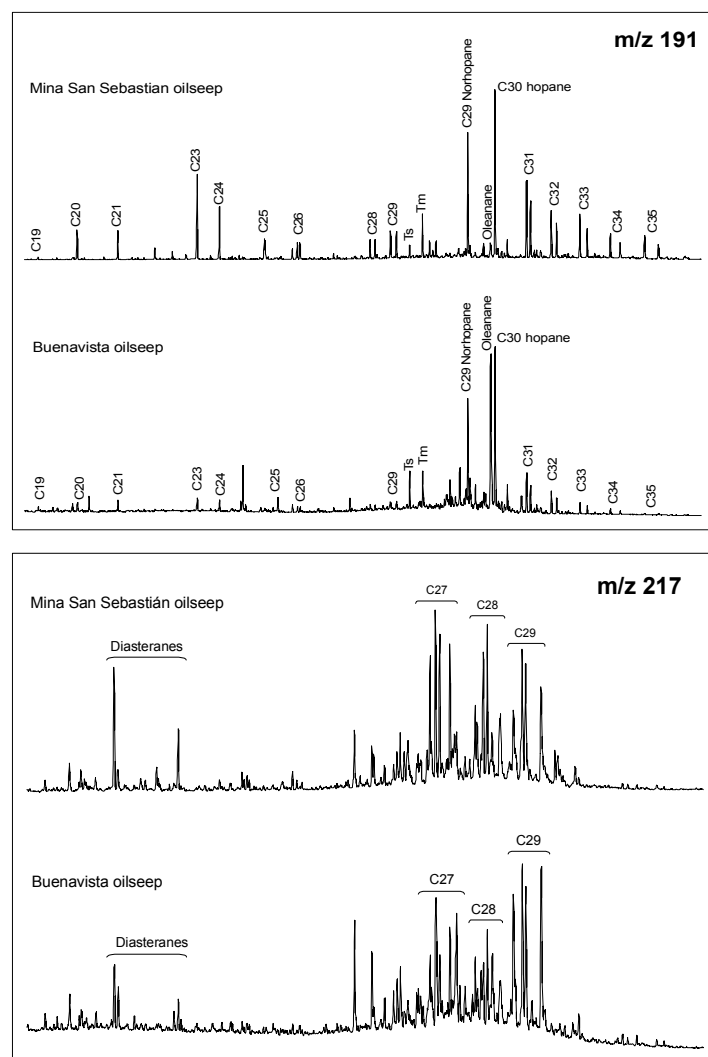 m/z 191
Mina San Sebastian oilseep
C19
C20
C21
C23
C24
C25
C26
C28
C29
Ts
Tm
C29 Norhopane
Oleanane
C30 hopane
C31
C32
C33
C34
C35
Buenavista oilseep
C19
C20
C21
C23
C24
C25
C26
C29
Ts
Tm
C29 Norhopane
Oleanane
C30 hopane
C31
C32
C33
C34
C35
m/z 217
Mina San Sebastián oilseep
Diasteranes
C27
C28
C29
Buenavista oilseep
Diasteranes
C27
C28
C29